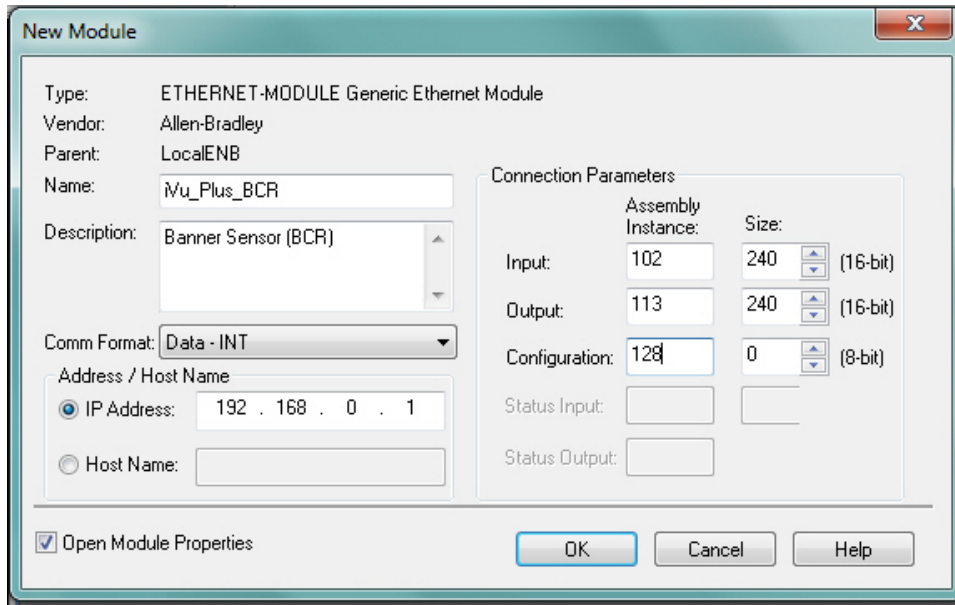 New Module
Type: ETHERNET-MODULE Generic Ethernet Module
Vendor: Allen-Bradley
Parent: LocalENB
Name: iVu_Plus_BCR
Description: Banner Sensor (BCR)
Comm Format: Data - INT
Address / Host Name
IP Address: 192 . 168 . 0 . 1
Host Name:
Connection Parameters
Assembly Instance: Size:
Input: 102 240 (16-bit)
Output: 113 240 (16-bit)
Configuration: 128 0 (8-bit)
Status Input:
Status Output:
Open Module Properties
OK Cancel Help